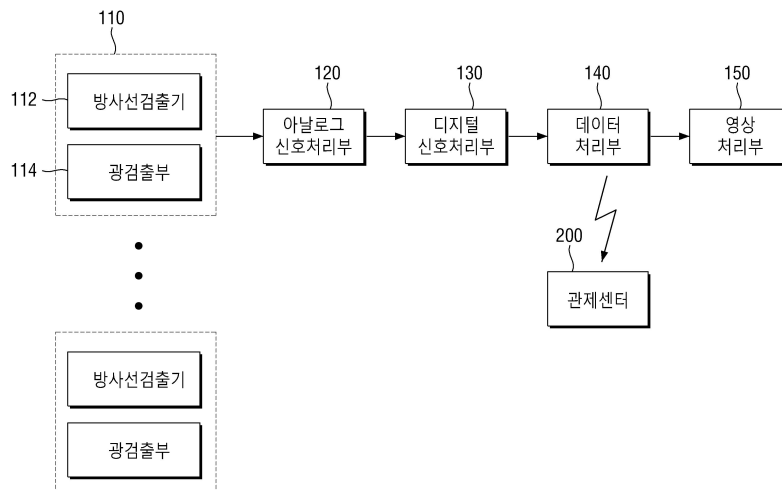 110
112
방사선검출기
114
광검출부
120
아날로그
신호처리부
130
디지털
신호처리부
140
데이터
처리부
150
영상
처리부
200
관제센터
방사선검출기
광검출부